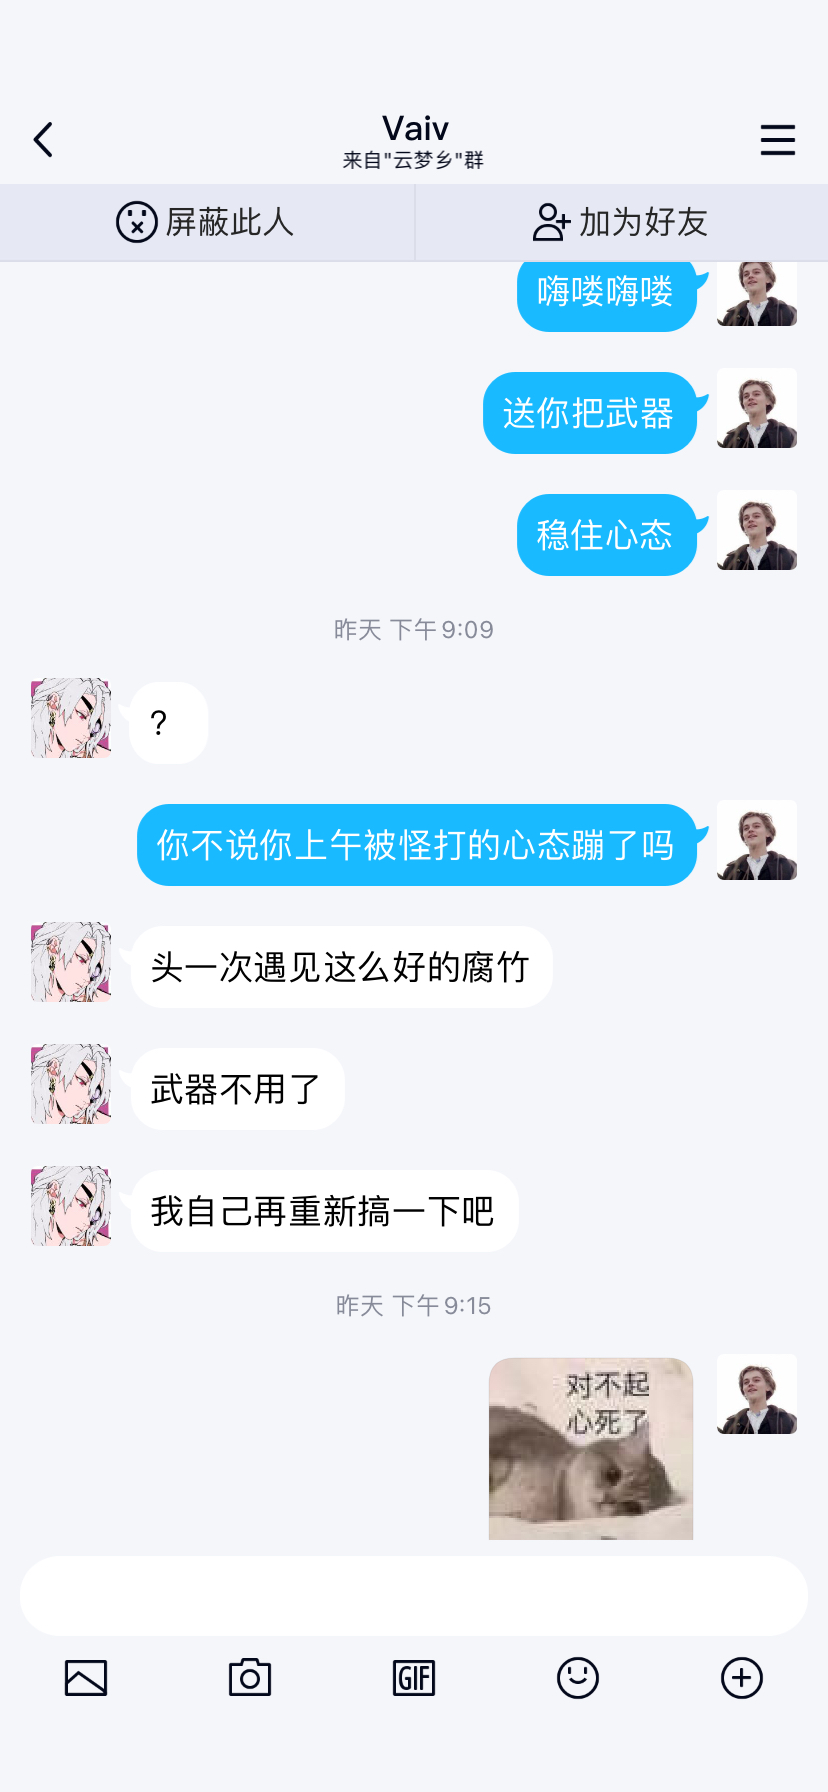 Vaiv
来自"云梦乡"群
屏蔽此人
加为好友
嗨喽嗨喽
送你把武器
稳住心态
昨天 下午9:09
?
你不说你上午被怪打的心态蹦了吗
头一次遇见这么好的腐竹
武器不用了
我自己再重新搞一下吧
昨天 下午9:15
对不起
心死了
GIF